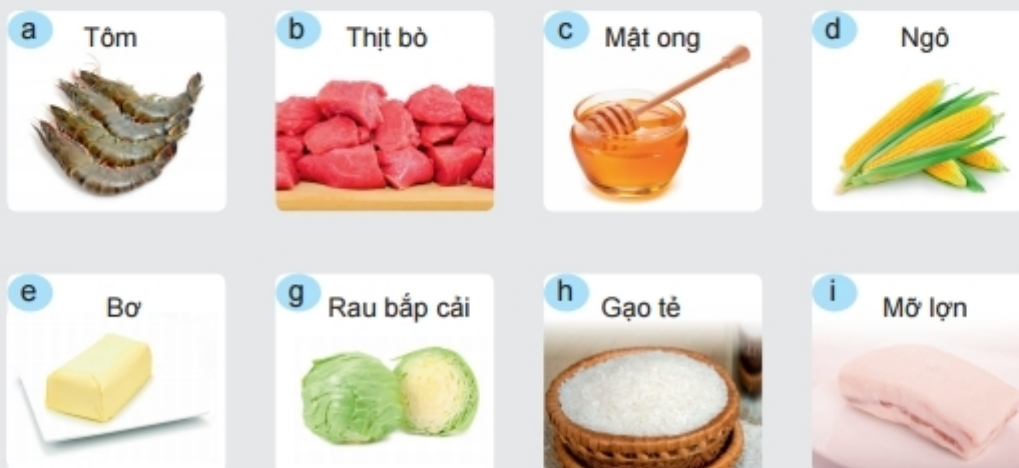 a Tôm
b Thịt bò
c Mật ong
d Ngô
e Bơ
g Rau bắp cải
h Gạo tẻ
i Mỡ lợn